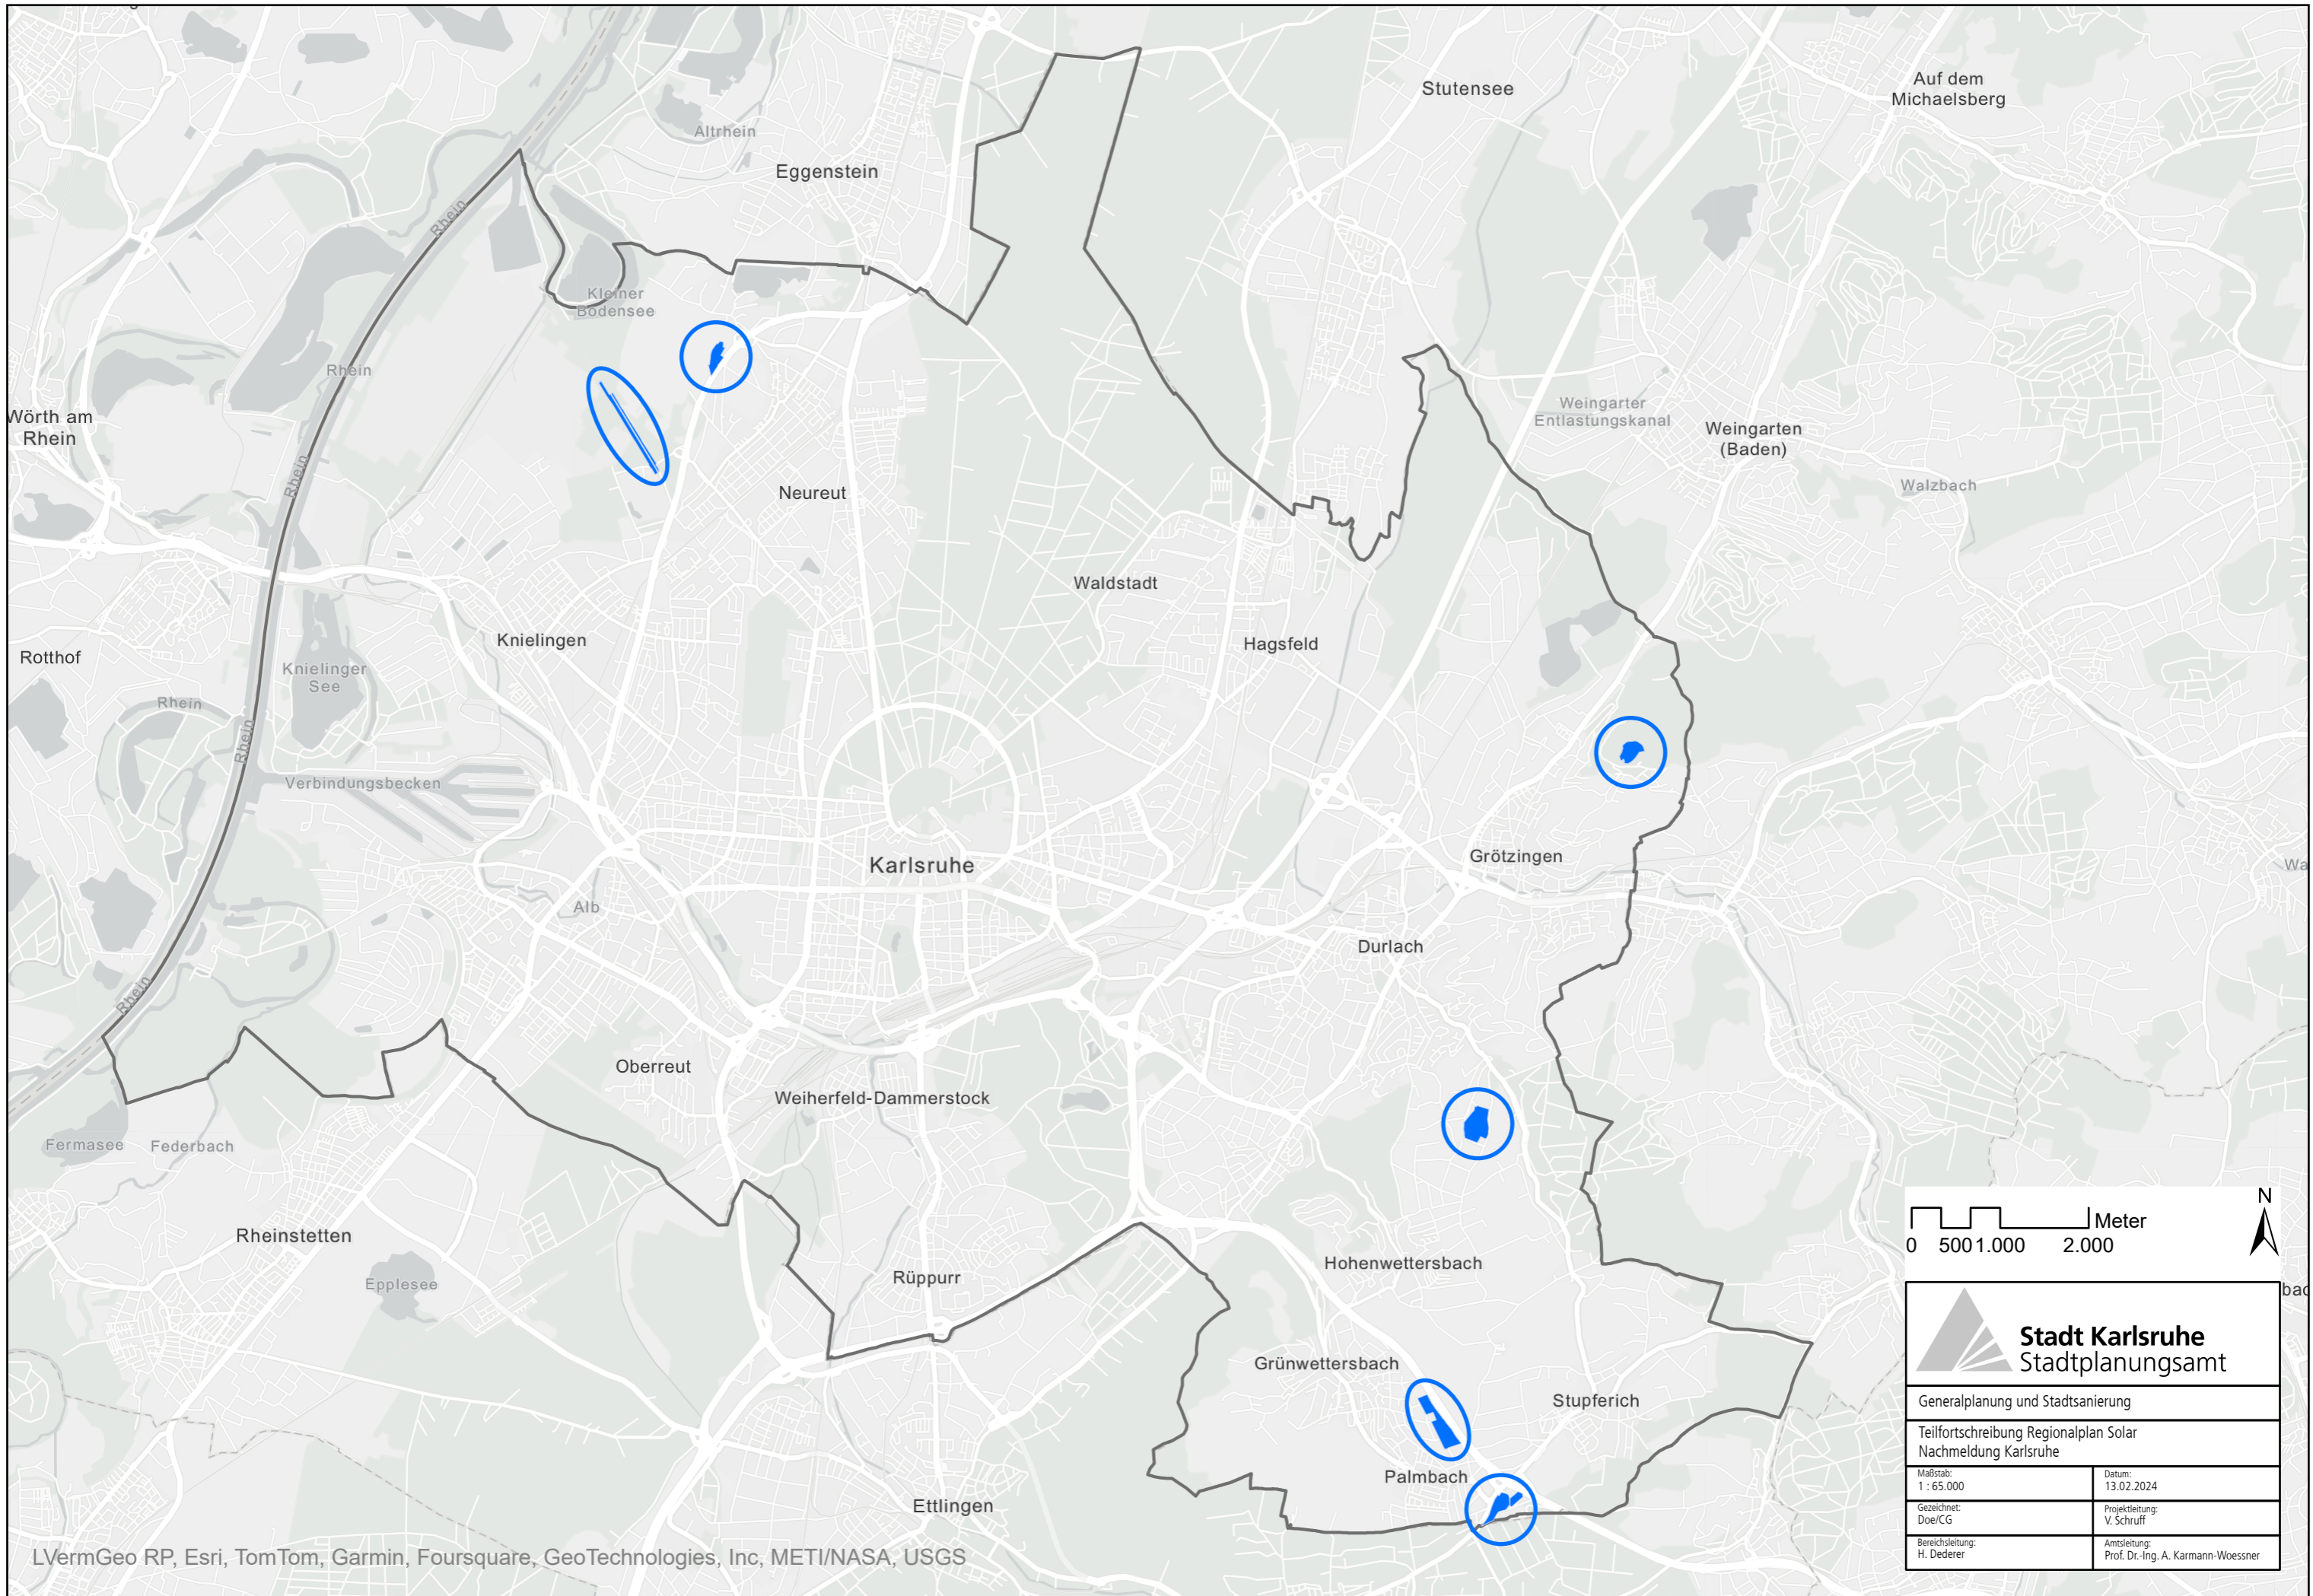 Stutensee
Auf dem
Michaelsberg
Altrhein
Eggenstein
Rhein
Kleiner
Bodensee
Rhein
Wörth am
Rhein
Weingarter
Entlastungskanal
Weingarten
(Baden)
Rhein
Neureut
Walzbach
Waldstadt
Knielingen
Hagsfeld
Rotthof
Knielinger
See
Rhein
Rhein
Verbindungsbecken
Karlsruhe
Grötzingen
Wa
Alb
Durlach
Rhein
Oberreut
Weiherfeld-Dammerstock
Fermasee
Federbach
Rheinstetten
Epplesee
Rüppurr
Hohenwettersbach
Grünwettersbach
Stupferich
Palmbach
Ettlingen
bad
N
Meter
0 500 1.000 2.000
Stadt Karlsruhe
Stadtplanungsamt
Generalplanung und Stadtsanierung
Teilfortschreibung Regionalplan Solar
Nachmeldung Karlsruhe
Maßstab:
1 : 65.000
Datum:
13.02.2024
Gezeichnet:
Doe/CG
Projektleitung:
V. Schruff
Bereichsleitung:
H. Dederer
Amtsleitung:
Prof. Dr.-Ing. A. Karmann-Woessner
LVermGeo RP, Esri, TomTom, Garmin, Foursquare, GeoTechnologies, Inc, METI/NASA, USGS